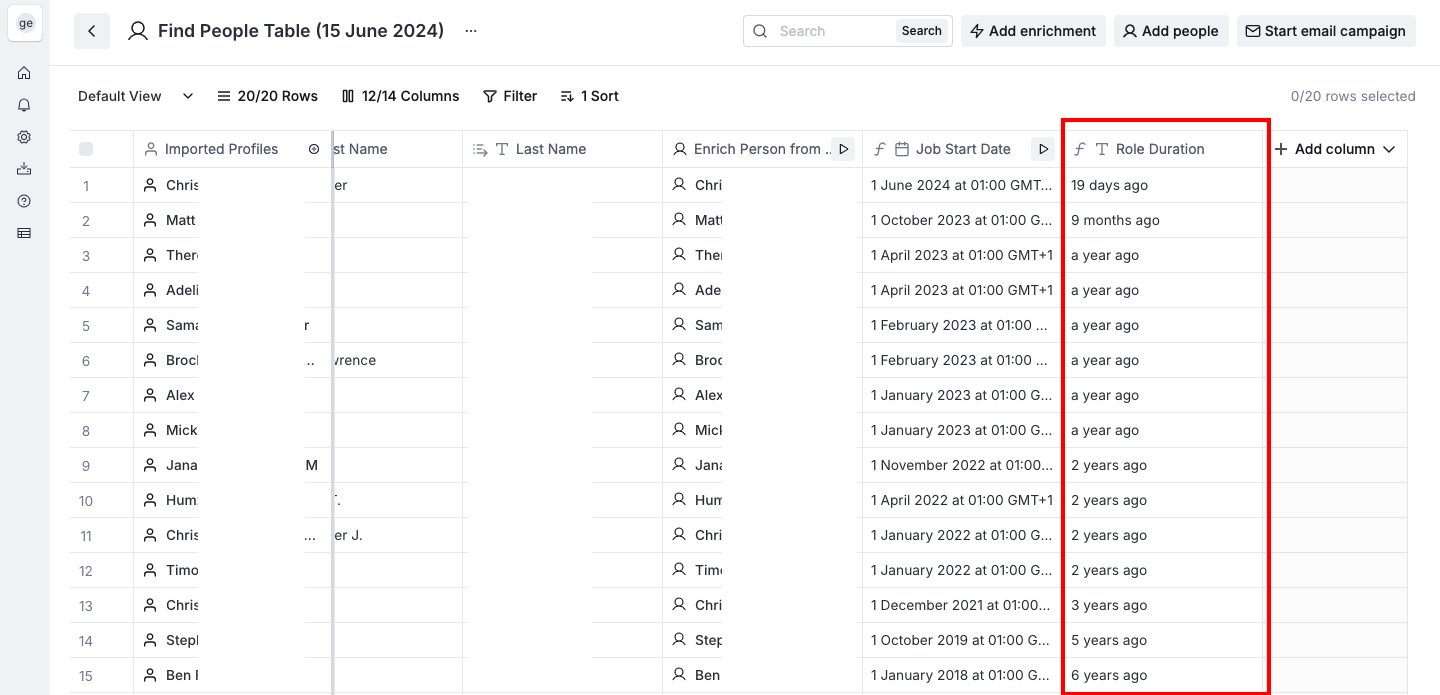 ge
Find People Table (15 June 2024) ...
Search Search Add enrichment Add people Start email campaign
Default View 20/20 Rows 12/14 Columns Filter 1 Sort 0/20 rows selected
Imported Profiles st Name Last Name Enrich Person from .. Job Start Date Role Duration Add column
1 Chris er Chri 1 June 2024 at 01:00 GMT... 19 days ago
2 Matt Matt 1 October 2023 at 01:00 G... 9 months ago
3 Ther Ther 1 April 2023 at 01:00 GMT+1 a year ago
4 Adeli Ade 1 April 2023 at 01:00 GMT+1 a year ago
5 Sama r Sam 1 February 2023 at 01:00 ... a year ago
6 Brocl ... wrence Broc 1 February 2023 at 01:00 ... a year ago
7 Alex Alex 1 January 2023 at 01:00 G... a year ago
8 Mick Mick 1 January 2023 at 01:00 G... a year ago
9 Jana M Jana 1 November 2022 at 01:00... 2 years ago
10 Hum T. Hum 1 April 2022 at 01:00 GMT+1 2 years ago
11 Chris ... er J. Chri 1 January 2022 at 01:00 G... 2 years ago
12 Timo Timo 1 January 2022 at 01:00 G... 2 years ago
13 Chris Chri 1 December 2021 at 01:00... 3 years ago
14 Stepl Step 1 October 2019 at 01:00 G... 5 years ago
15 Ben Ben 1 January 2018 at 01:00 G... 6 years ago